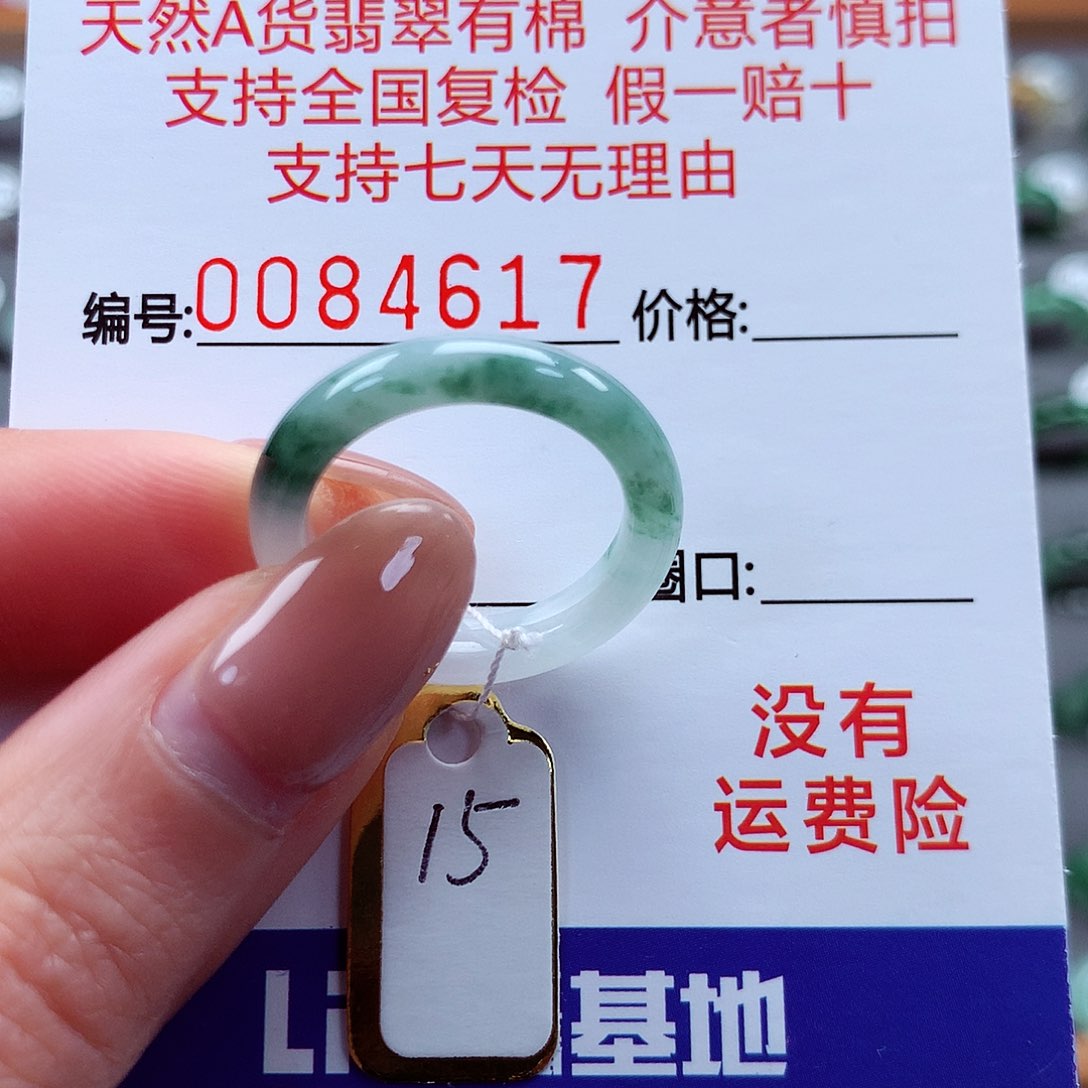 天然A货翡翠有棉 介意者慎拍
支持全国复检 假一赔十
支持七天无理由
编号:0084617 价格:
圈口:
没有
运费险
15
基地